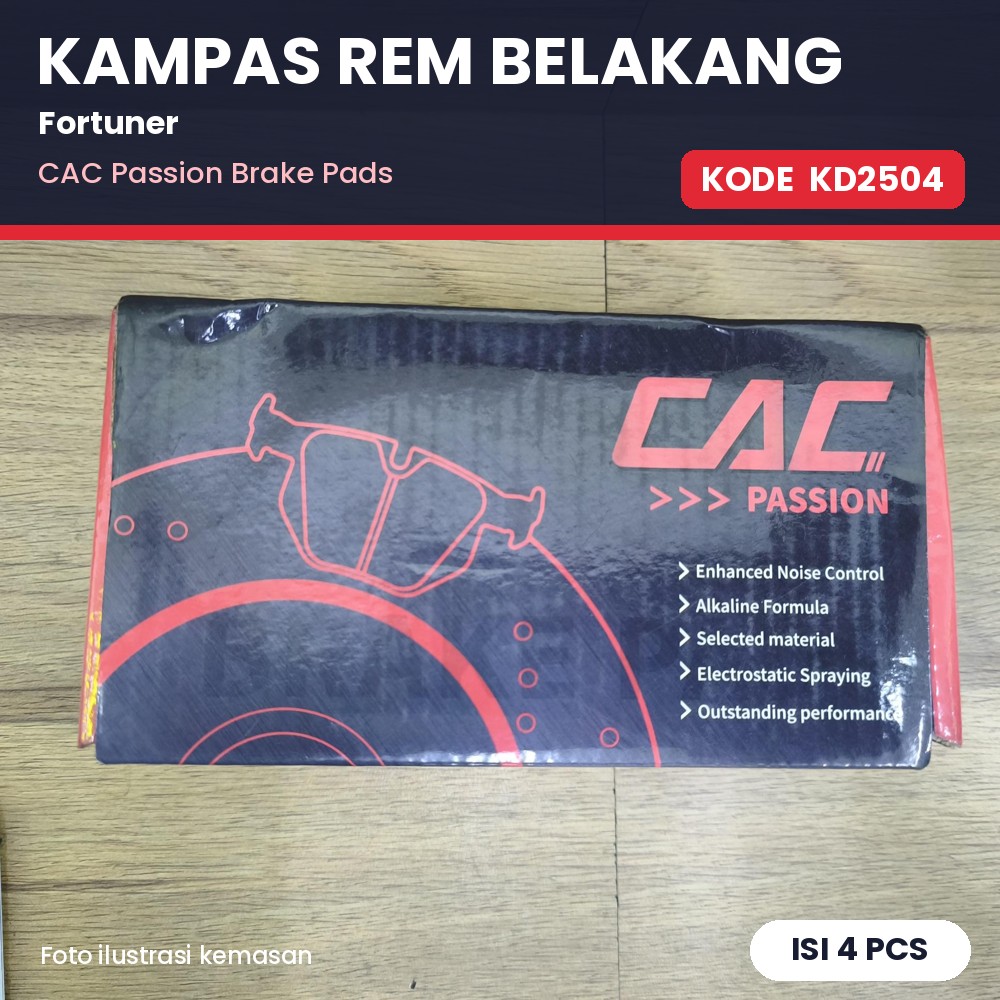 KAMPAS REM BELAKANG
Fortuner
CAC Passion Brake Pads
KODE KD2504
CAC
>>> PASSION
> Enhanced Noise Control
> Alkaline Formula
> Selected material
> Electrostatic Spraying
> Outstanding performance
Foto ilustrasi kemasan
ISI 4 PCS